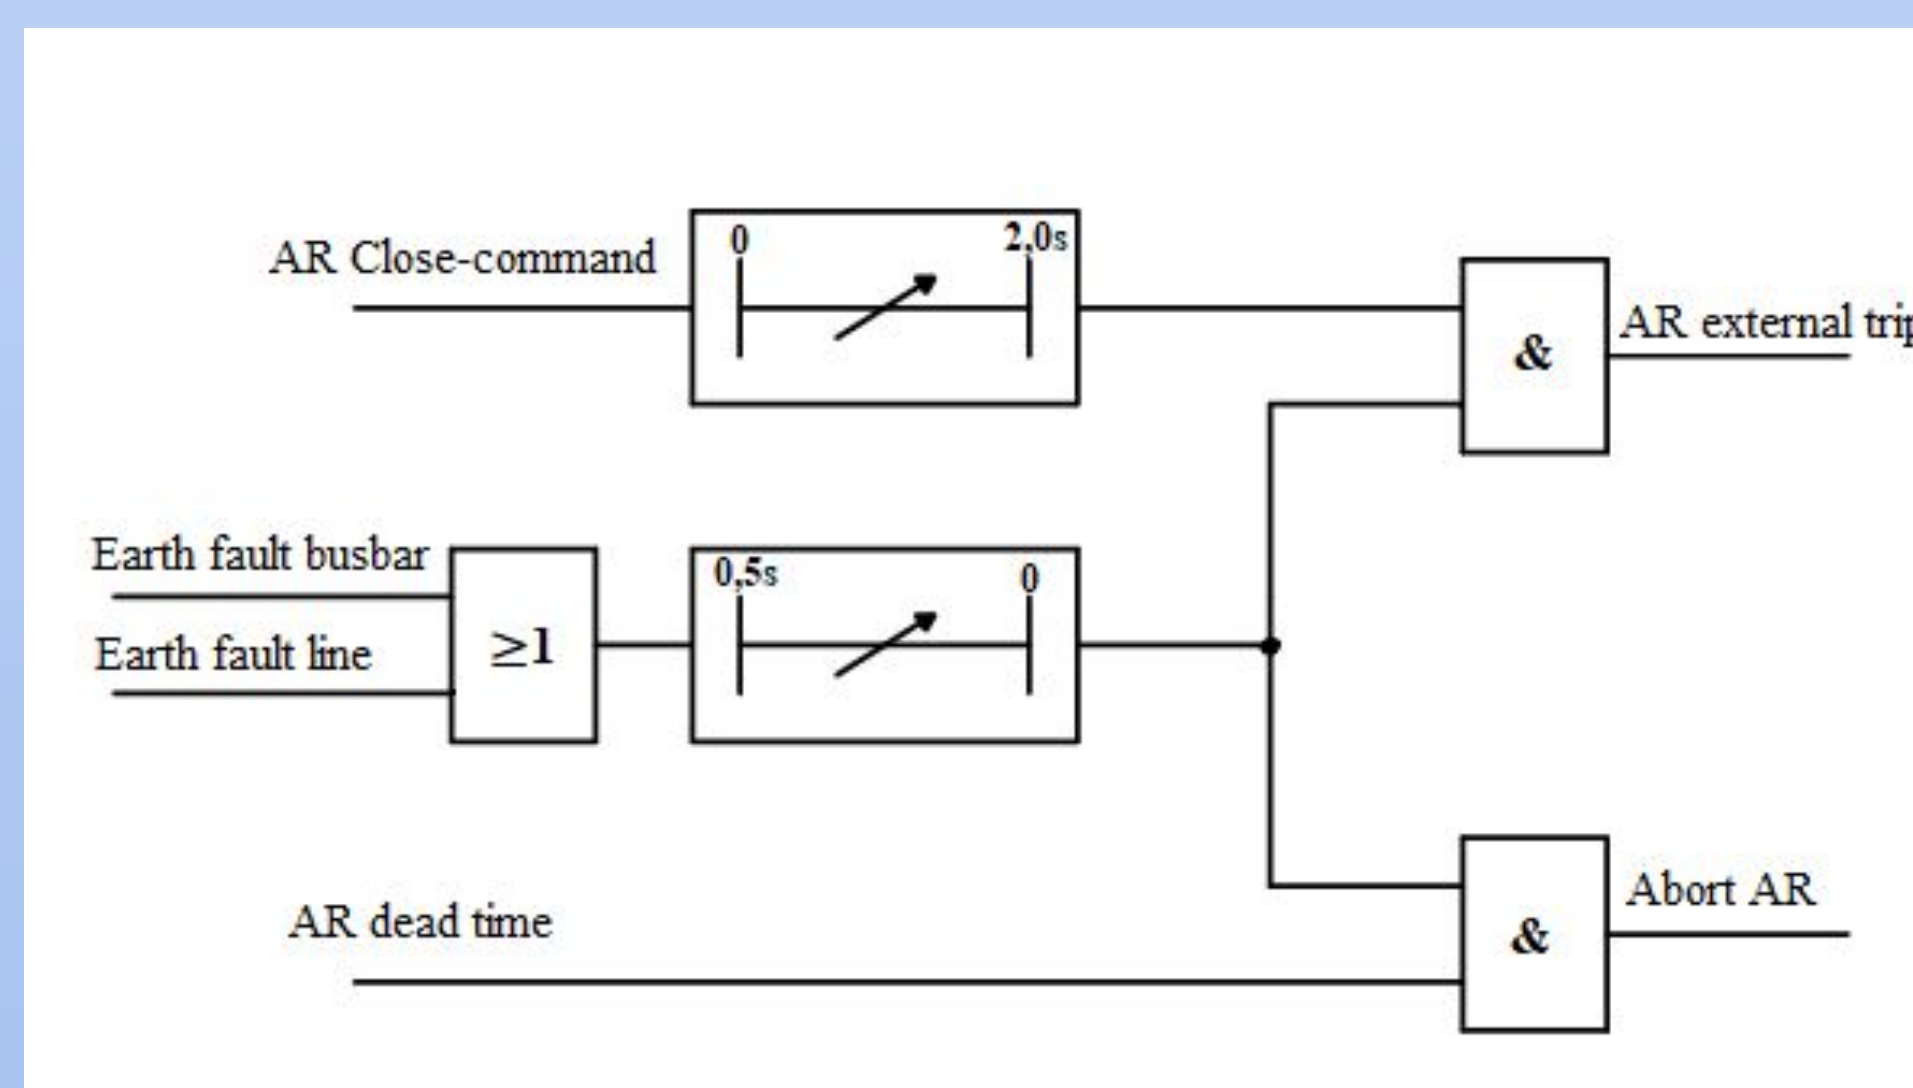 0 2,0s
AR Close-command
& AR external trip
Earth fault busbar
0,5s 0
Earth fault line
≥1
AR dead time
& Abort AR